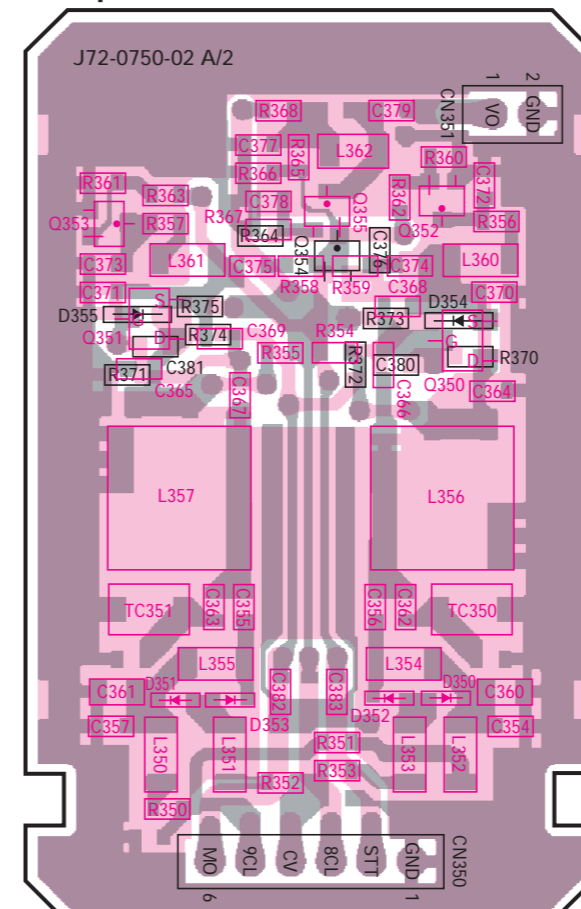 J72-0750-02 A/2
CN351
1 2
VO GND
R368 C379
C377 R365 L362 R360
R366 C372
R361 R363 C378 Q355 R362
Q353 R357 R367 Q352 R356
R364 Q354 C376
C373 L361 C375 R358 R359 C374 L360
C371 R375 C368 D354 C370
D355 S R373 S
G
Q351 D R374 C369 R354 G
R355 R372 D R370
R371 C381 C380 Q350
C365 C367 C366 C364
L357 L356
TC351 C363 C355 C356 C362 TC350
L355 L354
C361 D351 C382 C383 D350 C360
C357 D353 D352 C354
L350 L351 R351 L353 L352
R352 R353
R350
MO 9CL CV 8CL STT GND
CN350
6 1